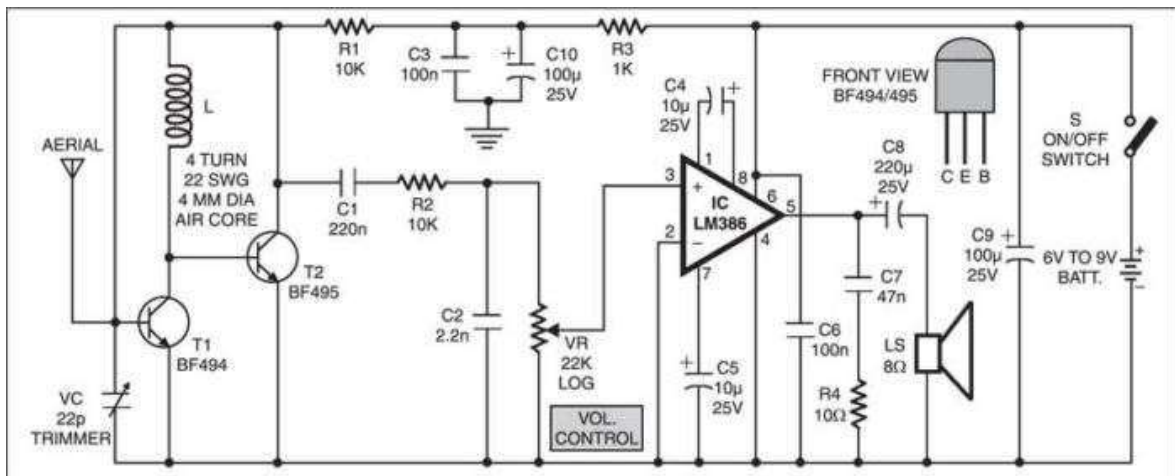 R1
10K
C3
100n
C10
100µ
25V
R3
1K
FRONT VIEW
BF494/495
C E B
S
ON/OFF
SWITCH
L
AERIAL
4 TURN
22 SWG
4 MM DIA
AIR CORE
C4
10µ
25V
1
8
3
+
IC
LM386
6
5
2
–
4
7
C8
220µ
25V
C1
220n
R2
10K
T2
BF495
C9
100µ
25V
6V TO 9V
BATT.
T1
BF494
C2
2.2n
VR
22K
LOG
C7
47n
C6
100n
LS
8Ω
VC
22p
TRIMMER
C5
10µ
25V
R4
10Ω
VOL.
CONTROL
+
+
+
+
+
+
–